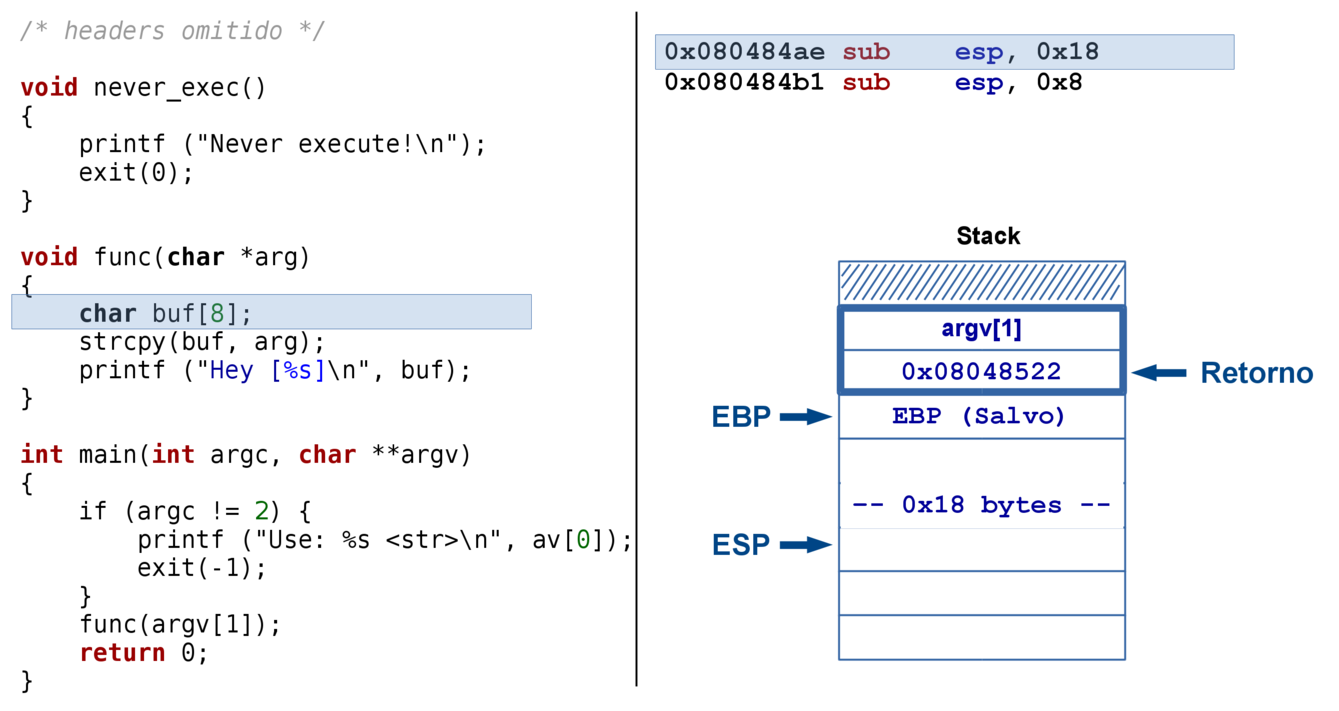 /* headers omitido */
void never_exec()
{
    printf ("Never execute!\n");
    exit(0);
}
void func(char *arg)
{
    char buf[8];
    strcpy(buf, arg);
    printf ("Hey [%s]\n", buf);
}
int main(int argc, char **argv)
{
    if (argc != 2) {
        printf ("Use: %s <str>\n", av[0]);
        exit(-1);
    }
    func(argv[1]);
    return 0;
}
0x080484ae sub    esp, 0x18
0x080484b1 sub    esp, 0x8
Stack
argv[1]
0x08048522
Retorno
EBP
EBP (Salvo)
-- 0x18 bytes --
ESP